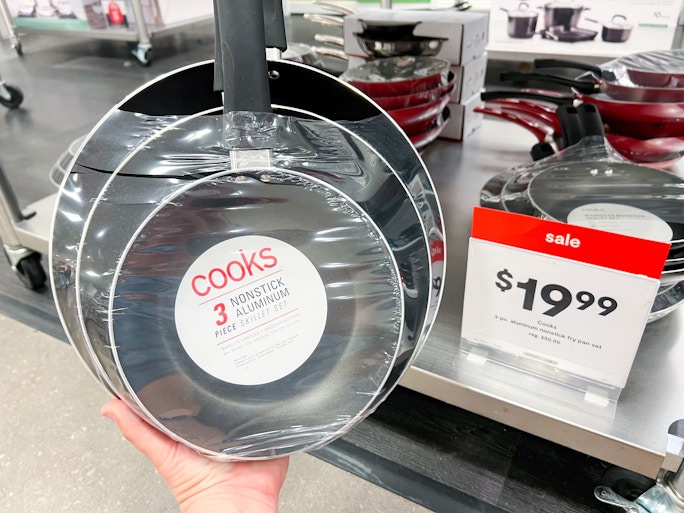 cooks
3 NONSTICK
ALUMINUM
PIECE SKILLET SET
sale
$19.99
Cooks
3-pc. aluminum nonstick fry pan set